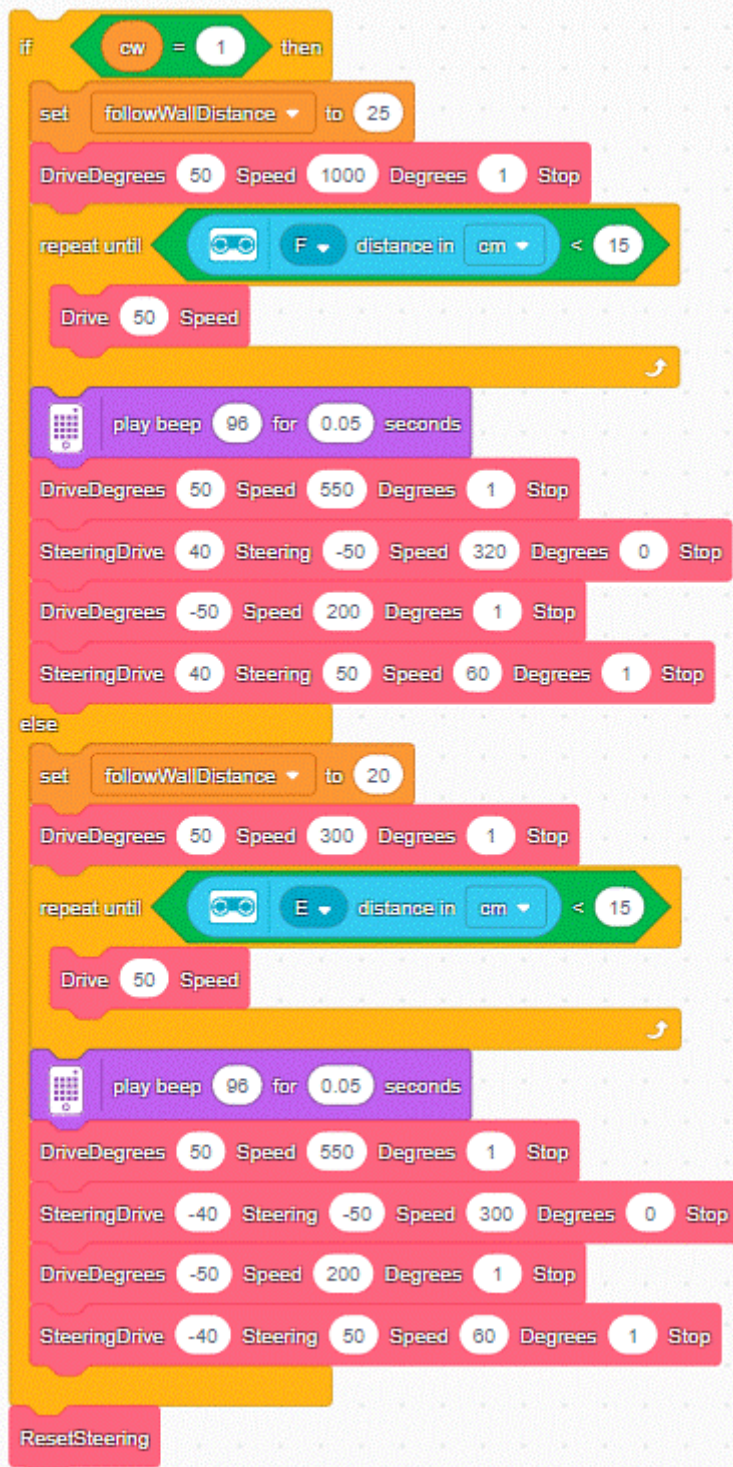 if cw = 1 then
set followWallDistance to 25
DriveDegrees 50 Speed 1000 Degrees 1 Stop
repeat until F distance in cm < 15
Drive 50 Speed
play beep 96 for 0.05 seconds
DriveDegrees 50 Speed 550 Degrees 1 Stop
SteeringDrive 40 Steering -50 Speed 320 Degrees 0 Stop
DriveDegrees -50 Speed 200 Degrees 1 Stop
SteeringDrive 40 Steering 50 Speed 60 Degrees 1 Stop
else
set followWallDistance to 20
DriveDegrees 50 Speed 300 Degrees 1 Stop
repeat until E distance in cm < 15
Drive 50 Speed
play beep 96 for 0.05 seconds
DriveDegrees 50 Speed 550 Degrees 1 Stop
SteeringDrive -40 Steering -50 Speed 300 Degrees 0 Stop
DriveDegrees -50 Speed 200 Degrees 1 Stop
SteeringDrive -40 Steering 50 Speed 60 Degrees 1 Stop
ResetSteering